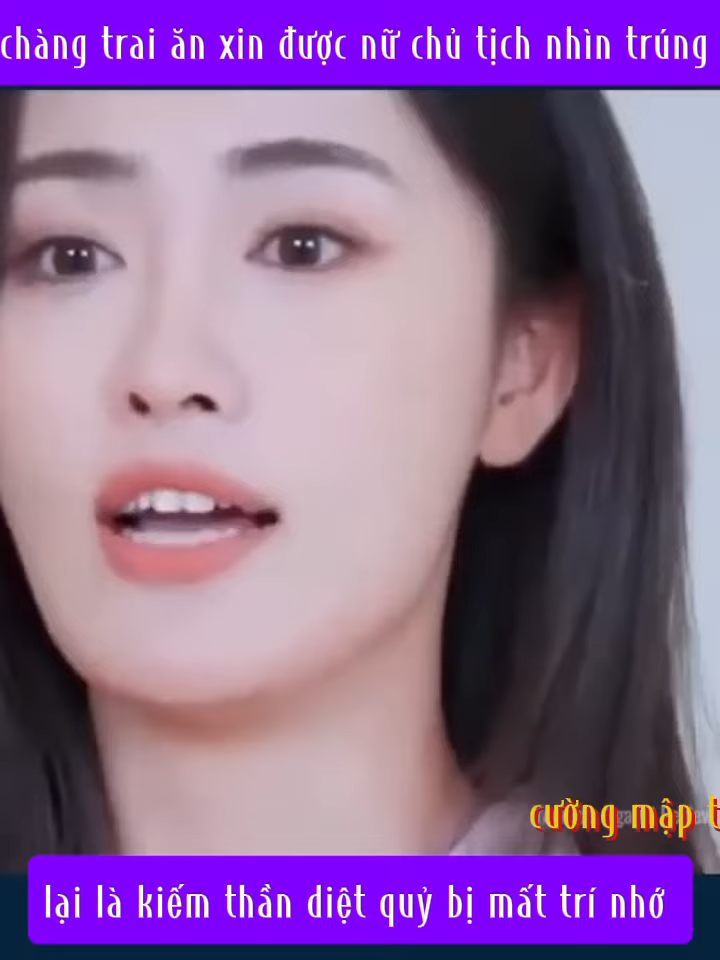 chàng trai ăn xin được nữ chủ tịch nhìn trúng
cường mập
lại là kiếm thần diệt quỷ bị mất trí nhớ